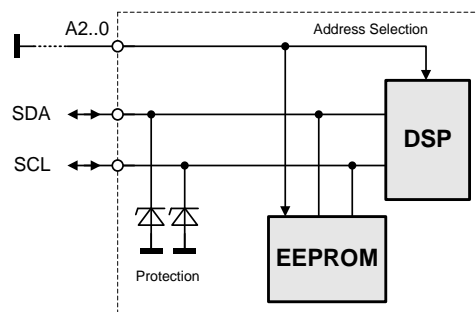 A2..0
Address Selection
SDA
DSP
SCL
EEPROM
Protection